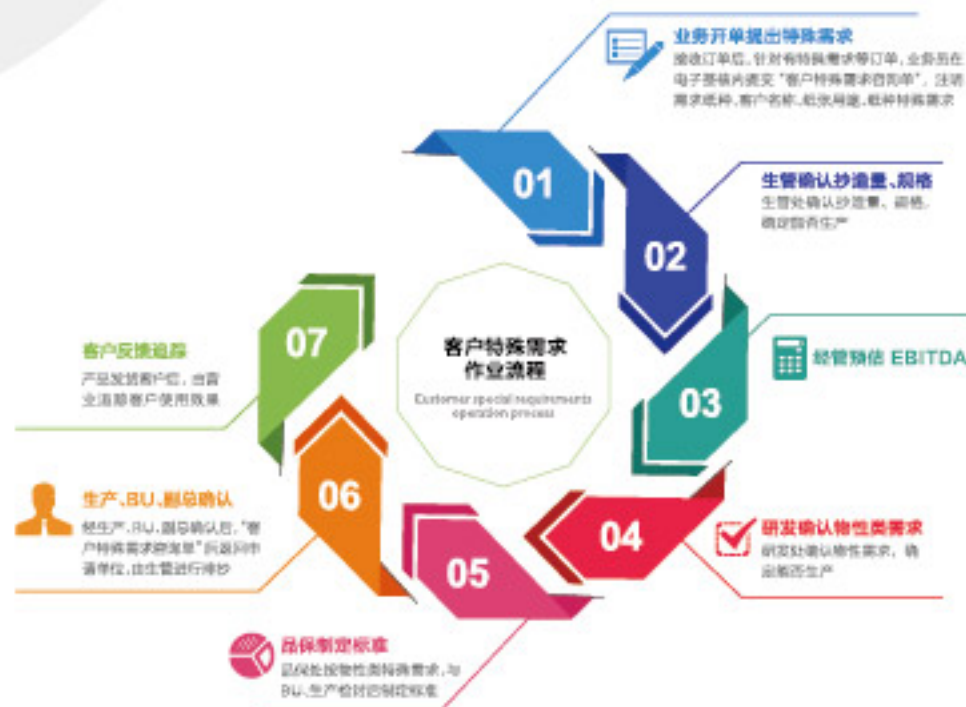 业务开单提出特殊需求
接收订单后，针对有特殊需求等订单，业务员在
电子签核内提交“客户特殊需求咨询单”，注明
需求纸种、客户名称、纸张用途、纸种特殊需求
01
生管确认抄造量、规格
生管处确认抄造量、规格，
确定能否生产
02
经管预估 EBITDA
03
研发确认物性类需求
研发处确认物性需求，确
定能否生产
04
品保制定标准
品保处按物性类特殊需求，与
BU、生产检讨后制定标准
05
生产、BU、副总确认
经生产、BU、副总确认后，“客
户特殊需求咨询单”后返回申
请单位，由生管进行排抄
06
客户反馈追踪
产品发货客户后，由营
业追踪客户使用效果
07
客户特殊需求
作业流程
Customer special requirements
operation process